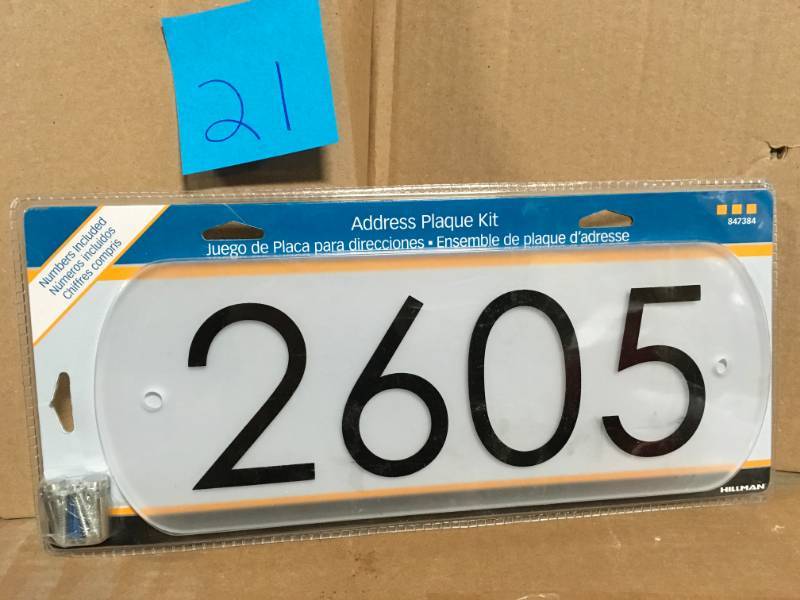 21
Address Plaque Kit
847384
Juego de Placa para direcciones ▪ Ensemble de plaque d'adresse
Numbers Included
Números incluidos
Chiffres compris
2605
HILLMAN